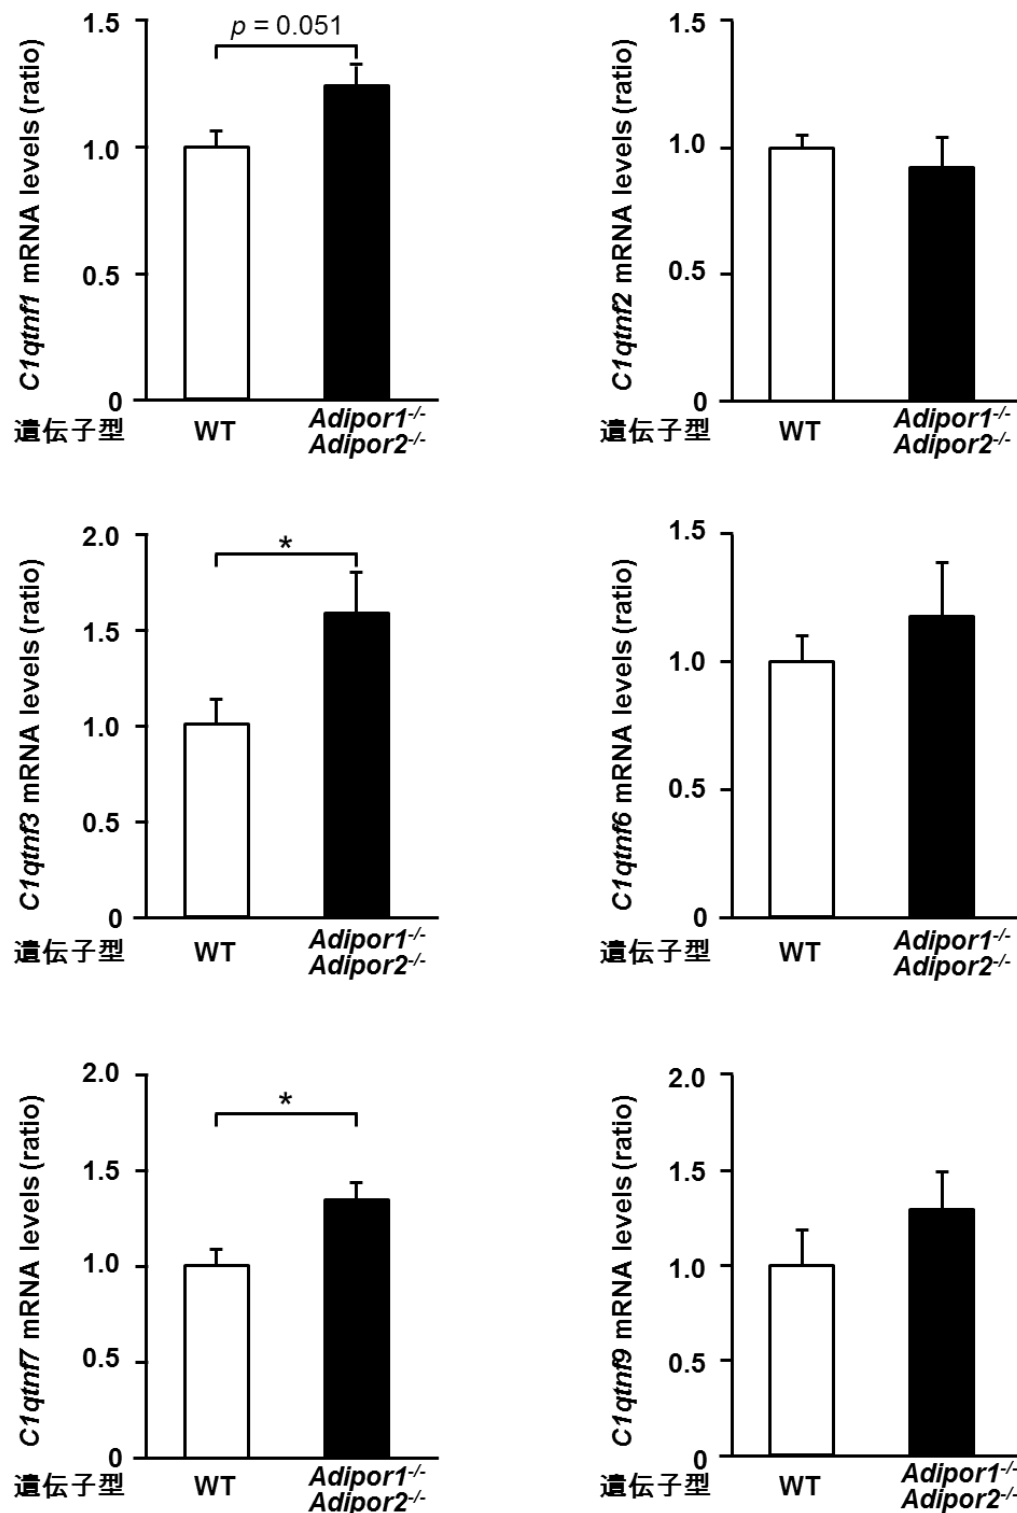 C1qtnf1 mRNA levels (ratio)
1.5
1.0
0.5
0
p = 0.051
遺伝子型
WT
Adipor1-/-
Adipor2-/-
C1qtnf2 mRNA levels (ratio)
1.5
1.0
0.5
0
遺伝子型
WT
Adipor1-/-
Adipor2-/-
C1qtnf3 mRNA levels (ratio)
2.0
1.5
1.0
0.5
0
*
遺伝子型
WT
Adipor1-/-
Adipor2-/-
C1qtnf6 mRNA levels (ratio)
1.5
1.0
0.5
0
遺伝子型
WT
Adipor1-/-
Adipor2-/-
C1qtnf7 mRNA levels (ratio)
2.0
1.5
1.0
0.5
0
*
遺伝子型
WT
Adipor1-/-
Adipor2-/-
C1qtnf9 mRNA levels (ratio)
2.0
1.5
1.0
0.5
0
遺伝子型
WT
Adipor1-/-
Adipor2-/-